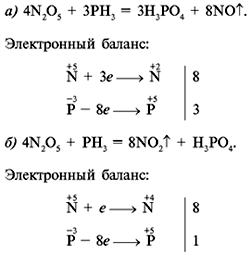 а) 4N₂O₅ + 3PH₃ = 3H₃PO₄ + 8NO↑.
Электронный баланс:
+5 +2
N + 3e ⟶ N | 8
−3 +5
P − 8e ⟶ P | 3
б) 4N₂O₅ + PH₃ = 8NO₂↑ + H₃PO₄.
Электронный баланс:
+5 +4
N + e ⟶ N | 8
−3 +5
P − 8e ⟶ P | 1